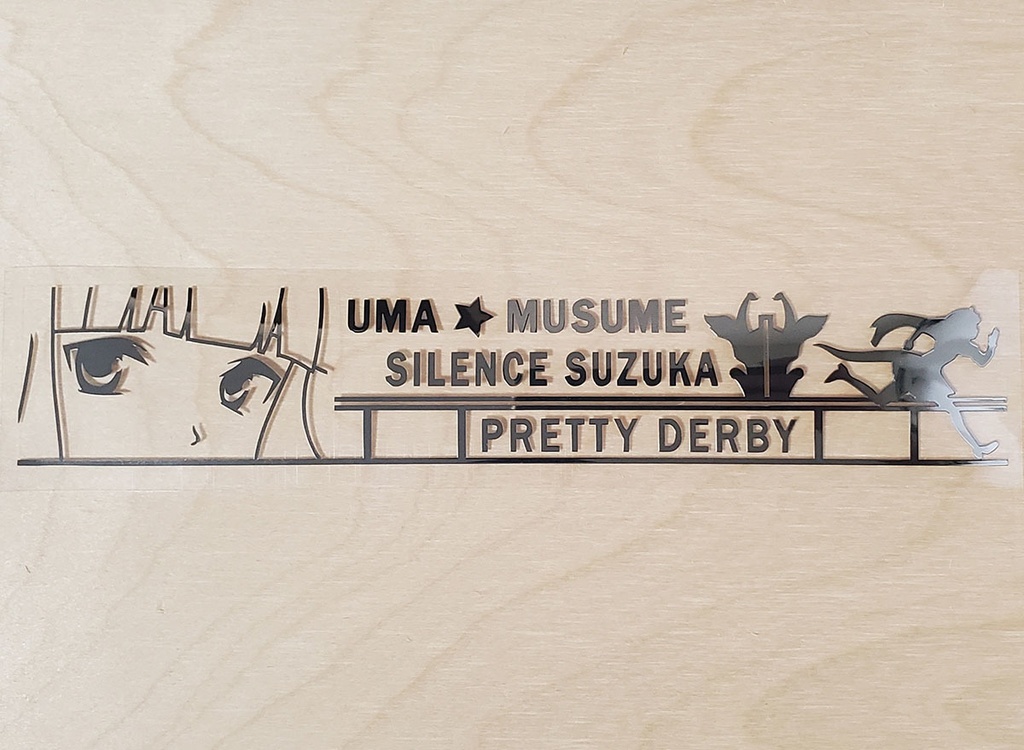 UMA ★ MUSUME
SILENCE SUZUKA
PRETTY DERBY